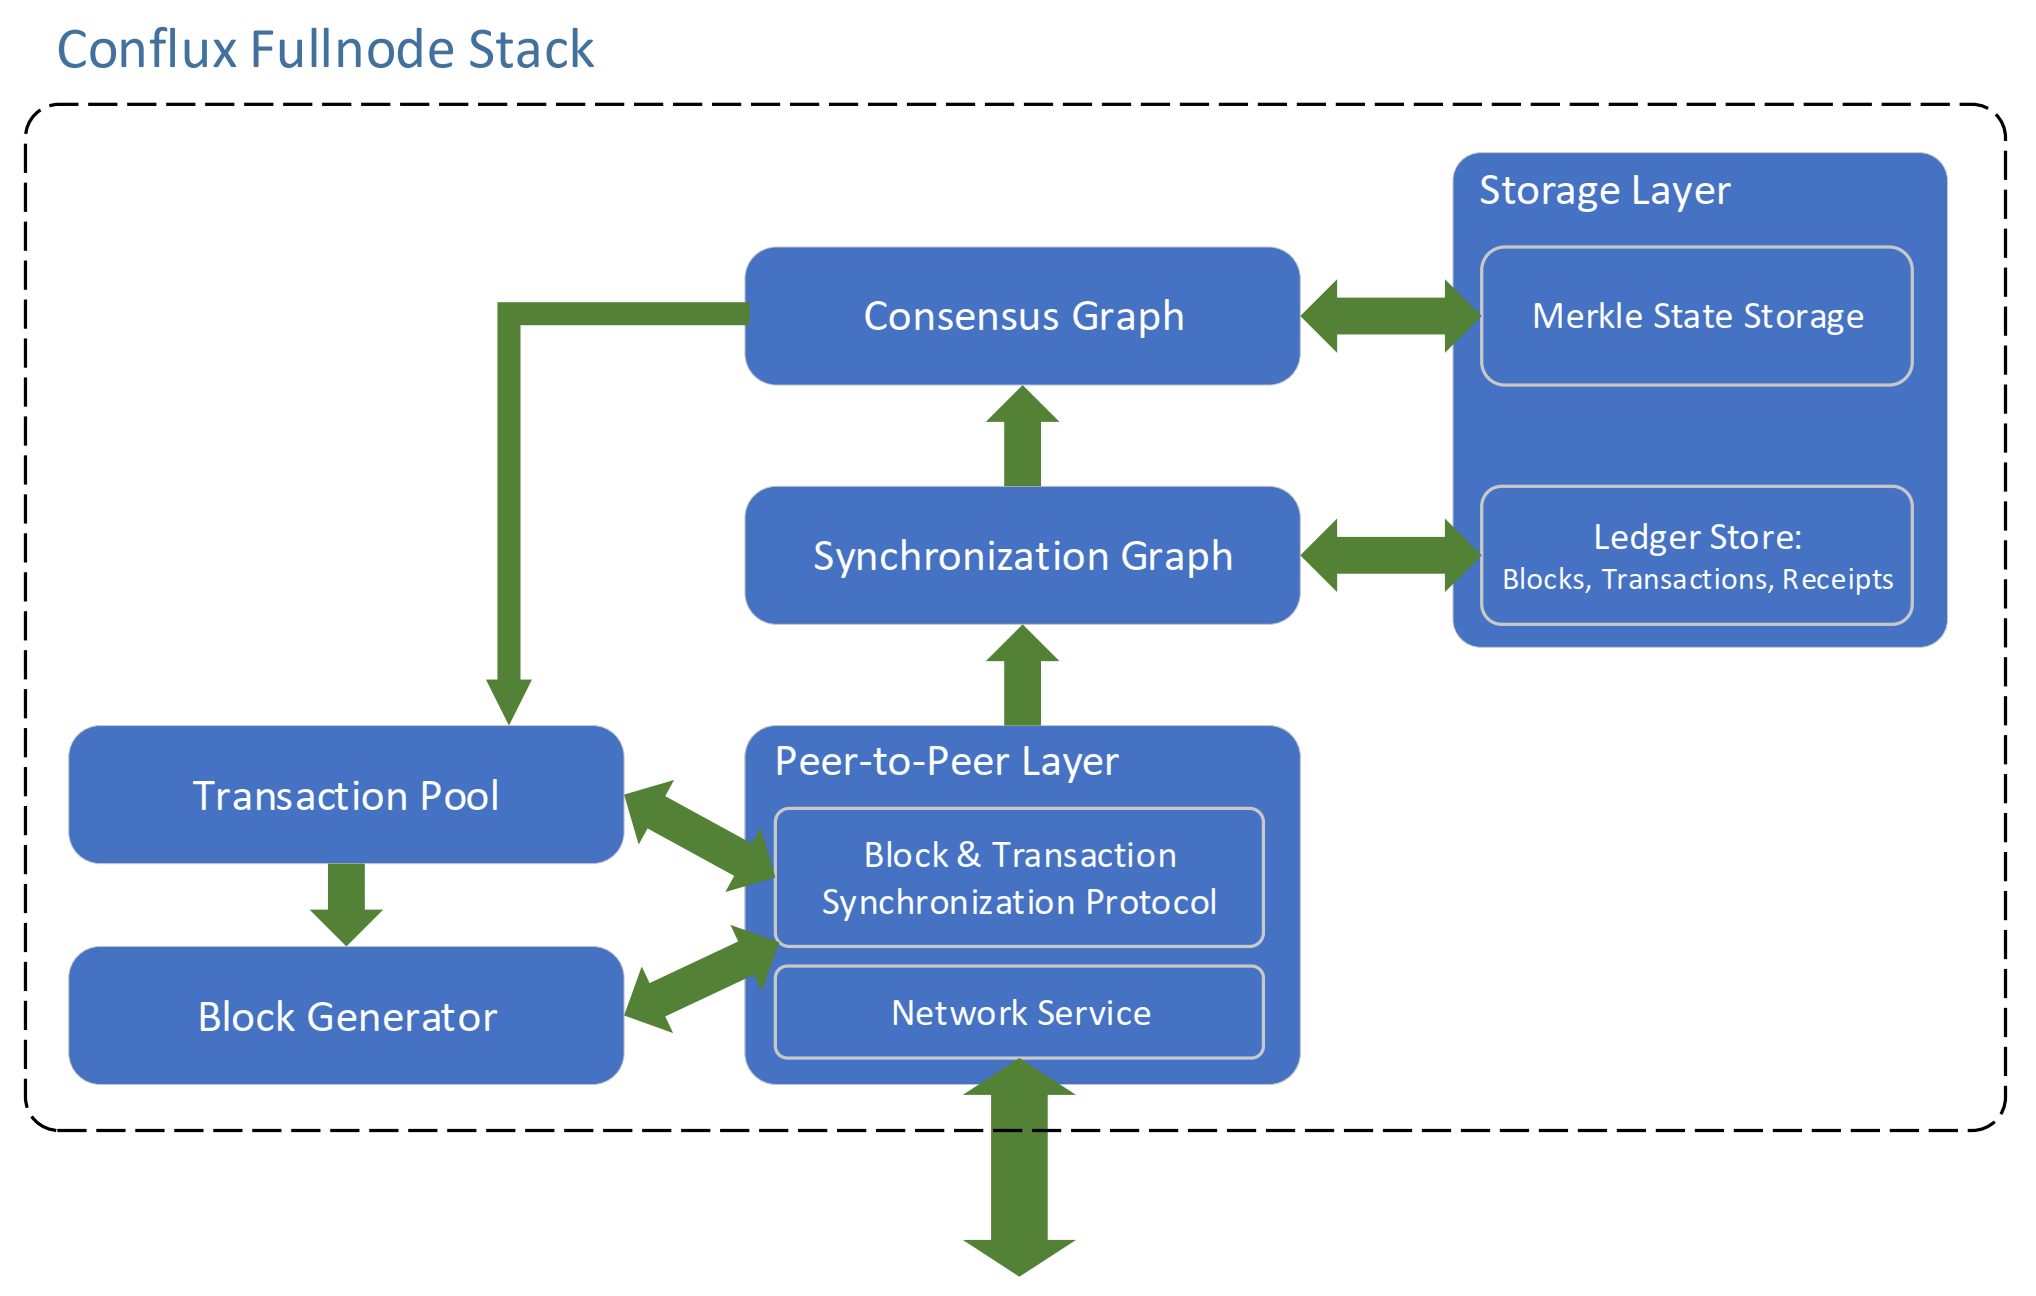 Conflux Fullnode Stack
Storage Layer
Consensus Graph
Merkle State Storage
Synchronization Graph
Ledger Store:
Blocks, Transactions, Receipts
Transaction Pool
Peer-to-Peer Layer
Block & Transaction
Synchronization Protocol
Block Generator
Network Service